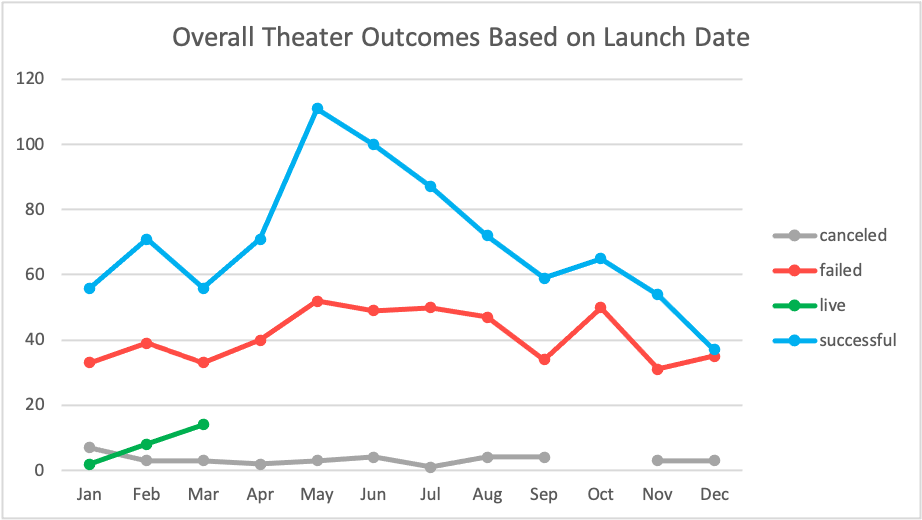 Overall Theater Outcomes Based on Launch Date
120
100
80
60
40
20
0
Jan Feb Mar Apr May Jun Jul Aug Sep Oct Nov Dec
canceled
failed
live
successful